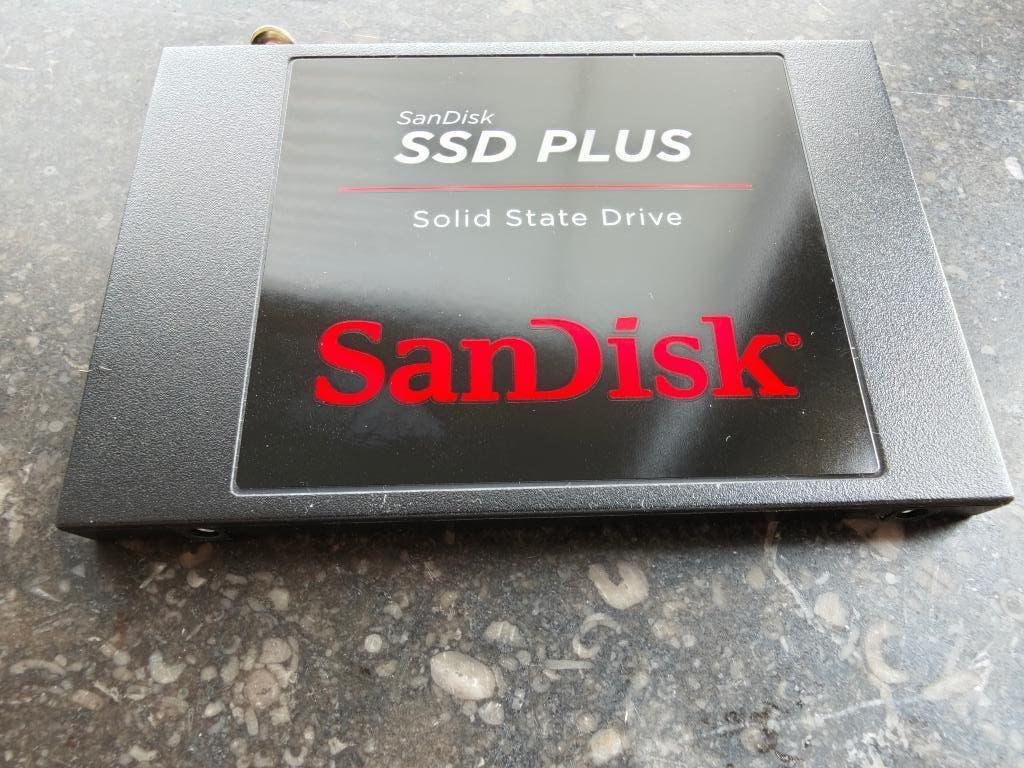 SanDisk
SSD PLUS
Solid State Drive
SanDisk®